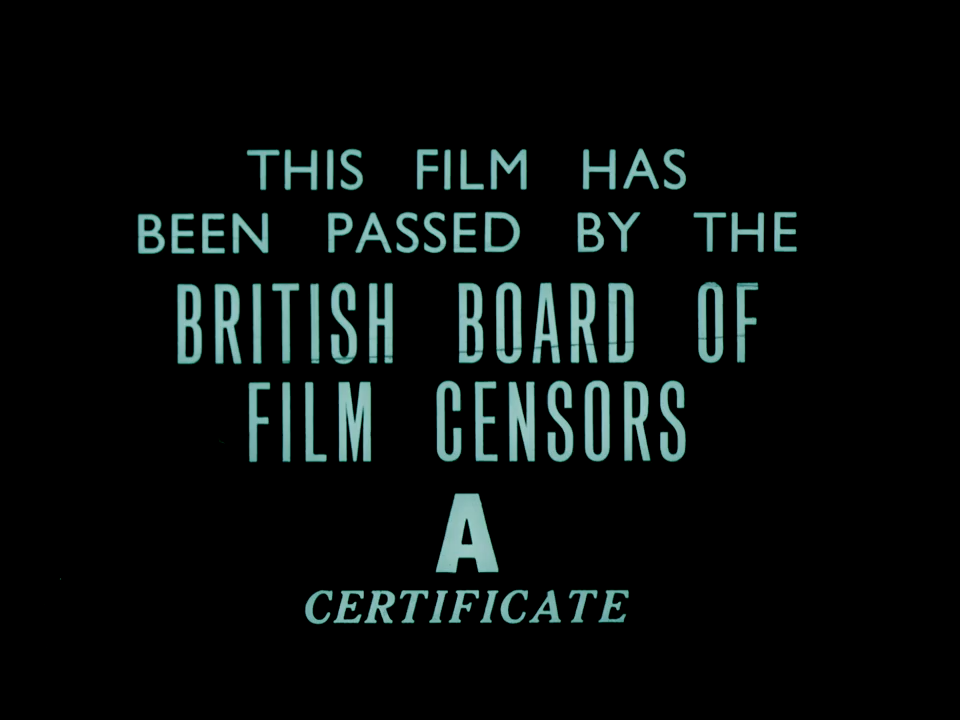 THIS FILM HAS
BEEN PASSED BY THE
BRITISH BOARD OF
FILM CENSORS
A
CERTIFICATE